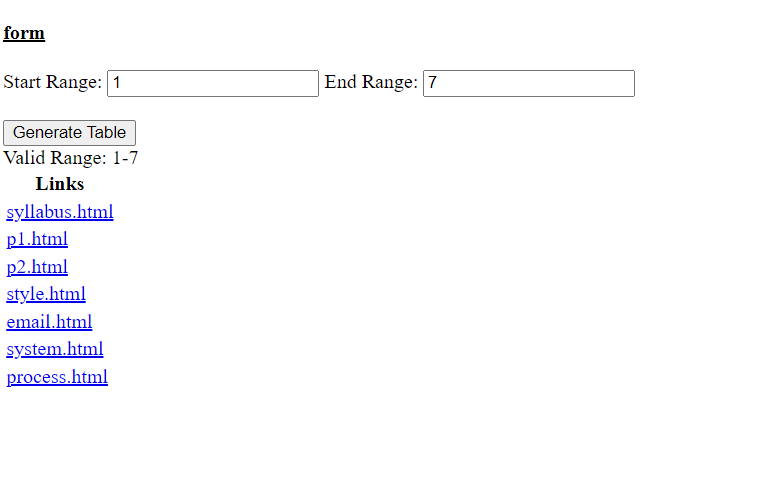 form
Start Range: 1 End Range: 7
Generate Table
Valid Range: 1-7
Links
syllabus.html
p1.html
p2.html
style.html
email.html
system.html
process.html